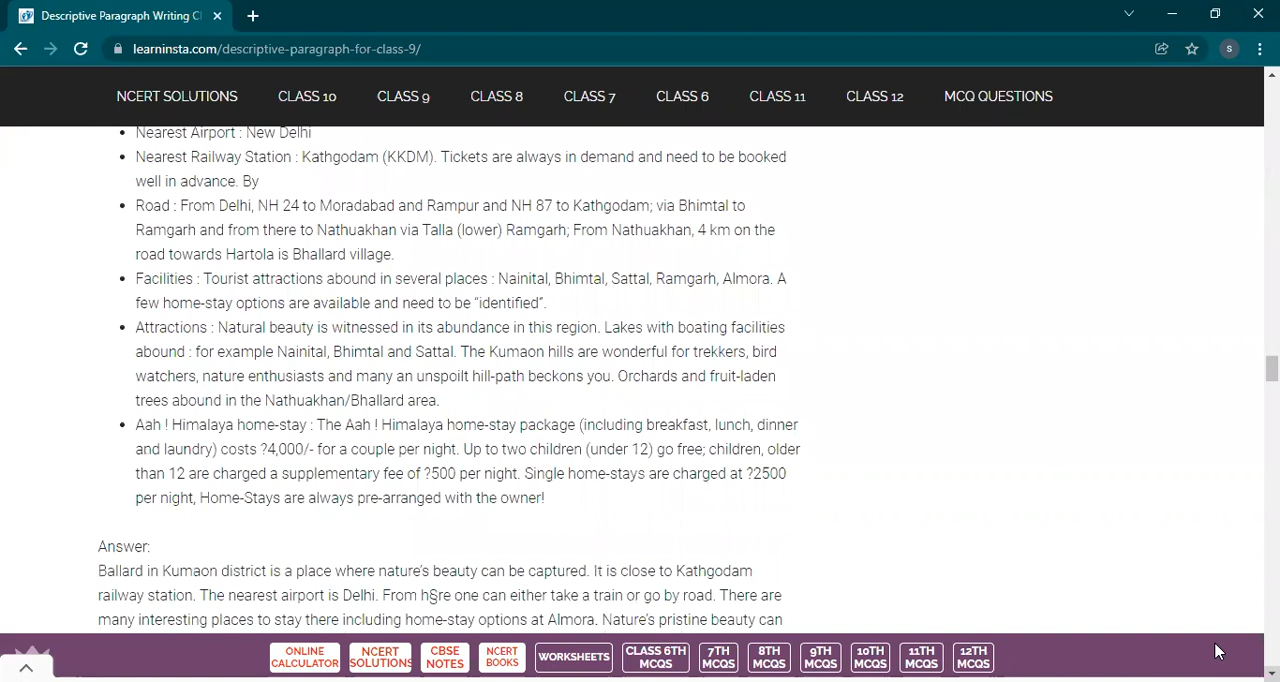 Descriptive Paragraph Writing Cl
learninsta.com/descriptive-paragraph-for-class-9/
S
NCERT SOLUTIONS CLASS 10 CLASS 9 CLASS 8 CLASS 7 CLASS 6 CLASS 11 CLASS 12 MCQ QUESTIONS
• Nearest Airport : New Delhi
• Nearest Railway Station : Kathgodam (KKDM). Tickets are always in demand and need to be booked
well in advance. By
• Road : From Delhi, NH 24 to Moradabad and Rampur and NH 87 to Kathgodam; via Bhimtal to
Ramgarh and from there to Nathuakhan via Talla (lower) Ramgarh; From Nathuakhan, 4 km on the
road towards Hartola is Bhallard village.
• Facilities : Tourist attractions abound in several places : Nainital, Bhimtal, Sattal, Ramgarh, Almora. A
few home-stay options are available and need to be “identified”.
• Attractions : Natural beauty is witnessed in its abundance in this region. Lakes with boating facilities
abound : for example Nainital, Bhimtal and Sattal. The Kumaon hills are wonderful for trekkers, bird
watchers, nature enthusiasts and many an unspoilt hill-path beckons you. Orchards and fruit-laden
trees abound in the Nathuakhan/Bhallard area.
• Aah ! Himalaya home-stay : The Aah ! Himalaya home-stay package (including breakfast, lunch, dinner
and laundry) costs ?4,000/- for a couple per night. Up to two children (under 12) go free; children, older
than 12 are charged a supplementary fee of ?500 per night. Single home-stays are charged at ?2500
per night, Home-Stays are always pre-arranged with the owner!
Answer:
Ballard in Kumaon district is a place where nature’s beauty can be captured. It is close to Kathgodam
railway station. The nearest airport is Delhi. From h§re one can either take a train or go by road. There are
many interesting places to stay there including home-stay options at Almora. Nature’s pristine beauty can
ONLINE CALCULATOR NCERT SOLUTIONS CBSE NOTES NCERT BOOKS WORKSHEETS CLASS 6TH MCQS 7TH MCQS 8TH MCQS 9TH MCQS 10TH MCQS 11TH MCQS 12TH MCQS